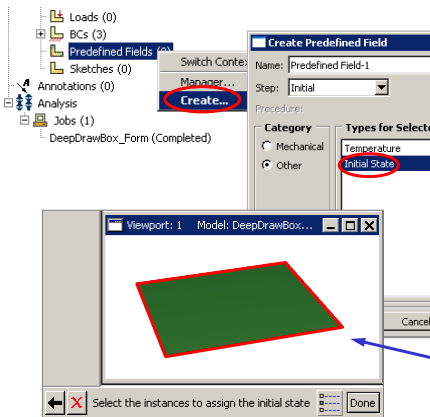 Loads (0)
BCs (3)
Predefined Fields (0)
Sketches (0)
Annotations (0)
Analysis
Jobs (1)
DeepDrawBox_Form (Completed)
Switch Conte
Manager...
Create...
Create Predefined Field
Name: Predefined Field-1
Step: Initial
Procedure:
Category
Mechanical
Other
Types for Select
Temperature
Initial State
Cancel
Viewport: 1 Model: DeepDrawBox...
Select the instances to assign the initial state
Done